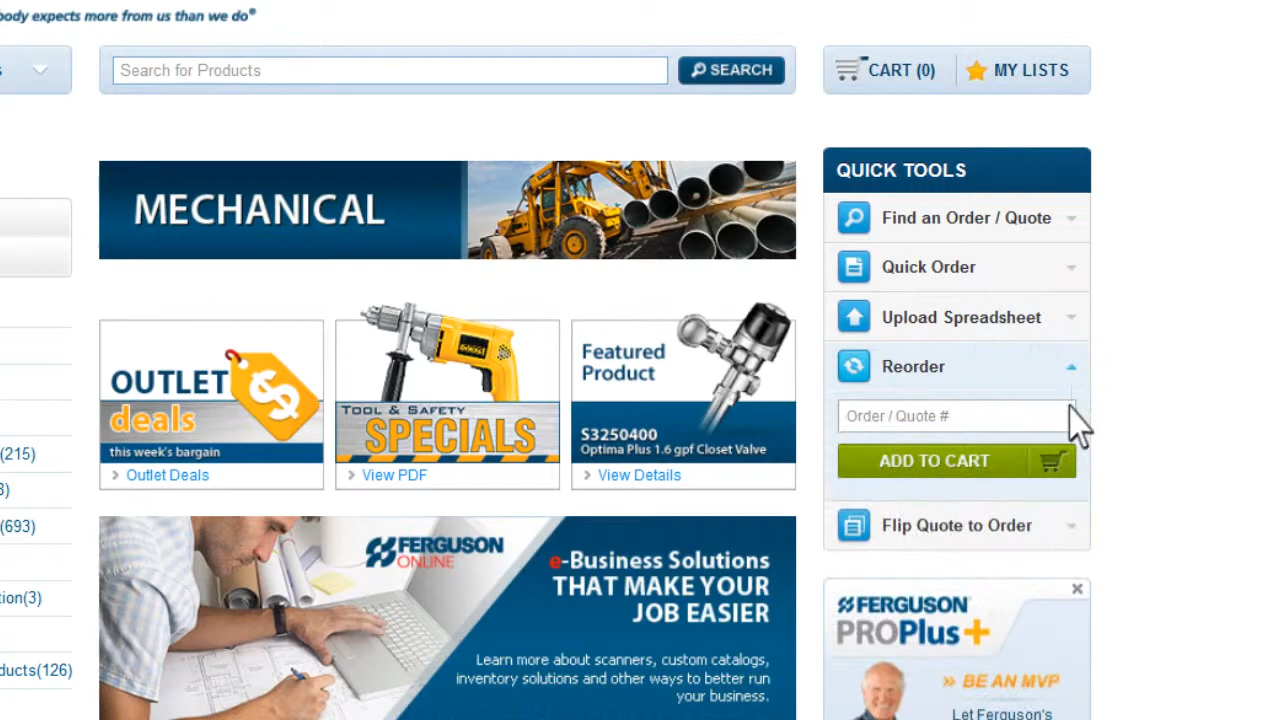 body expects more from us than we do®
s
Search for Products
SEARCH
CART (0)
MY LISTS
MECHANICAL
QUICK TOOLS
Find an Order / Quote
Quick Order
Upload Spreadsheet
Reorder
Order / Quote #
ADD TO CART
Flip Quote to Order
OUTLET
deals
this week's bargain
Outlet Deals
TOOL & SAFETY
SPECIALS
View PDF
Featured
Product
S3250400
Optima Plus 1.6 gpf Closet Valve
View Details
(215)
3)
(693)
tion(3)
ducts(126)
FERGUSON
ONLINE
e-Business Solutions
THAT MAKE YOUR
JOB EASIER
Learn more about scanners, custom catalogs,
inventory solutions and other ways to better run
your business.
FERGUSON
PROPlus+
BE AN MVP
Let Ferguson's